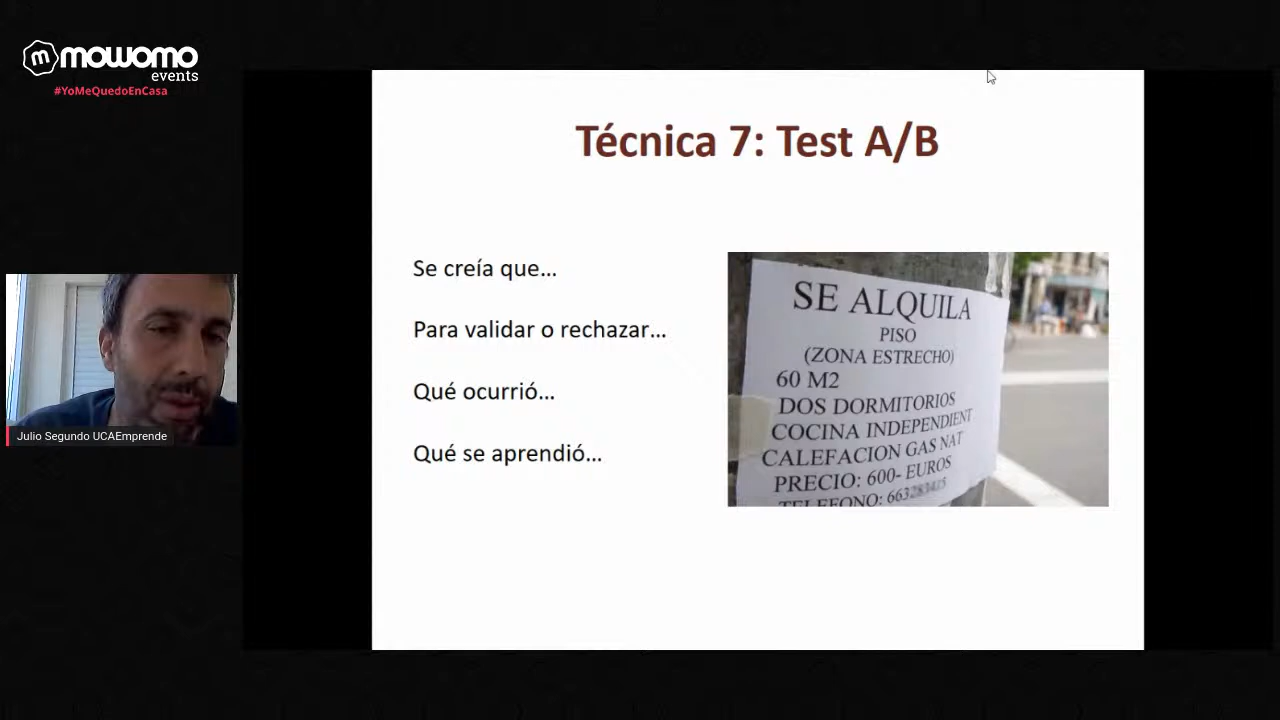 mowomo
events
#YoMeQuedoEnCasa
Técnica 7: Test A/B
Se creía que...
Para validar o rechazar...
Qué ocurrió...
Qué se aprendió...
SE ALQUILA
PISO
(ZONA ESTRECHO)
60 M2
DOS DORMITORIOS
COCINA INDEPENDIENT
CALEFACION GAS NAT
PRECIO: 600- EUROS
TELEFONO:
Julio Segundo UCAEmprende